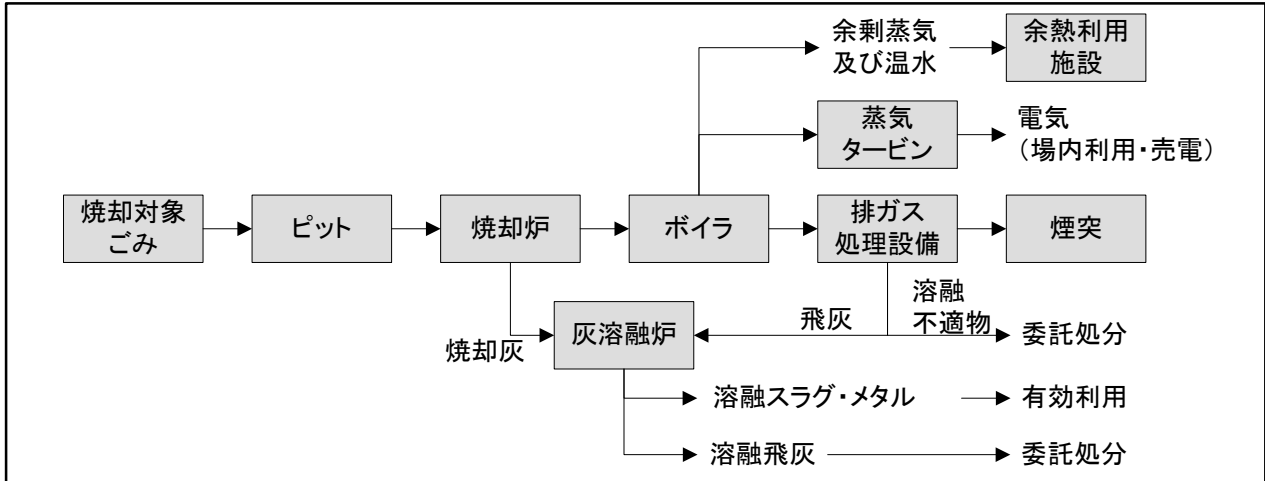 余剰蒸気
及び温水
余熱利用
施設
蒸気
タービン
電気
（場内利用・売電）
焼却対象
ごみ
ピット
焼却炉
ボイラ
排ガス
処理設備
煙突
溶融
不適物
飛灰
委託処分
焼却灰
灰溶融炉
溶融スラグ・メタル
有効利用
溶融飛灰
委託処分